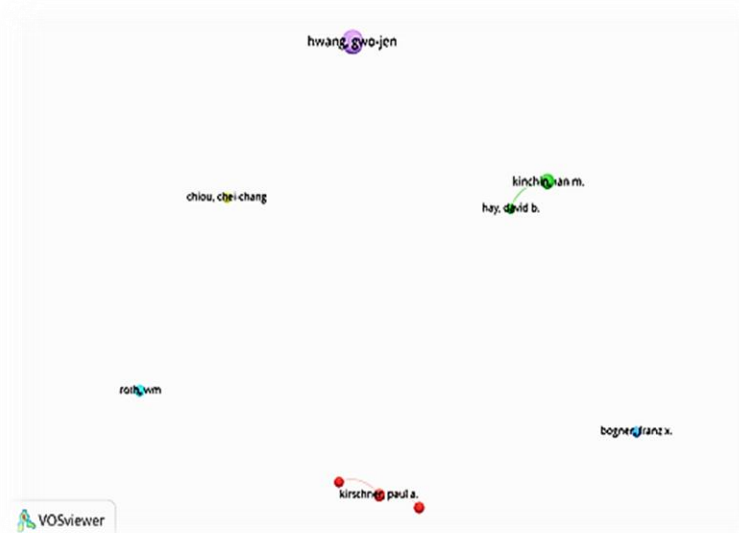 hwang, gwo-jen
kinchin, ian m.
chiou, chei-chang
hay, david b.
roth, wm
bogner, franz x.
kirschner, paul a.
VOSviewer